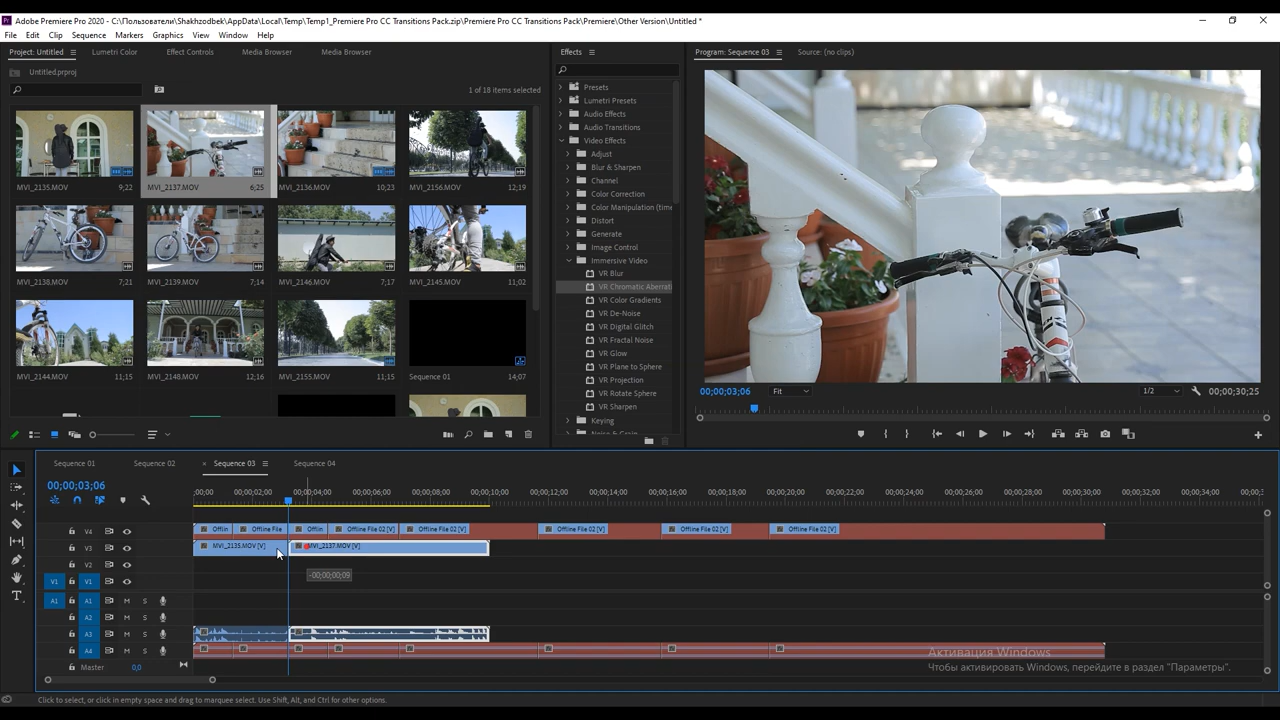 Adobe Premiere Pro 2020 - C:\Пользователи\Shakhzodbek\AppData\Local\Temp\Temp1_Premiere Pro CC Transitions Pack.zip\Premiere Pro CC Transitions Pack\Premiere\Other Version\Untitled *
File Edit Clip Sequence Markers Graphics View Window Help
Project: Untitled Lumetri Color Effect Controls Media Browser Media Browser
Untitled.prproj
1 of 18 items selected
MVI_2135.MOV 9;22 MVI_2137.MOV 6;25 MVI_2136.MOV 10;23 MVI_2156.MOV 12;19
MVI_2138.MOV 7;21 MVI_2139.MOV 7;14 MVI_2146.MOV 7;17 MVI_2145.MOV 11;02
MVI_2144.MOV 11;15 MVI_2148.MOV 12;16 MVI_2155.MOV 11;15 Sequence 01 14;07
Effects
Presets
Lumetri Presets
Audio Effects
Audio Transitions
Video Effects
Adjust
Blur & Sharpen
Channel
Color Correction
Color Manipulation (time
Distort
Generate
Image Control
Immersive Video
VR Blur
VR Chromatic Aberrati
VR Color Gradients
VR De-Noise
VR Digital Glitch
VR Fractal Noise
VR Glow
VR Plane to Sphere
VR Projection
VR Rotate Sphere
VR Sharpen
Keying
Noise & Grain
Program: Sequence 03 Source: (no clips)
00;00;03;06 Fit 1/2 00;00;30;25
Sequence 01 Sequence 02 × Sequence 03 Sequence 04
00;00;03;06
;00;00 00;00;02;00 00;00;04;00 00;00;06;00 00;00;08;00 00;00;10;00 00;00;12;00 00;00;14;00 00;00;16;00 00;00;18;00 00;00;20;00 00;00;22;00 00;00;24;00 00;00;26;00 00;00;28;00 00;00;30;00 00;00;32;00 00;00;34;00 00;00;3
V4 Offlin Offline File Offlin Offline File 02 [V] Offline File 02 [V] Offline File 02 [V] Offline File 02 [V] Offline File 02 [V]
V3 MVI_2135.MOV [V] MVI_2137.MOV [V]
V2
V1 V1
-00;00;00;09
A1 A1 M S
A2 M S
A3 M S
A4 M S
Master 0,0
Активация Windows
Чтобы активировать Windows, перейдите в раздел "Параметры".
Click to select, or click in empty space and drag to marquee select. Use Shift, Alt, and Ctrl for other options.